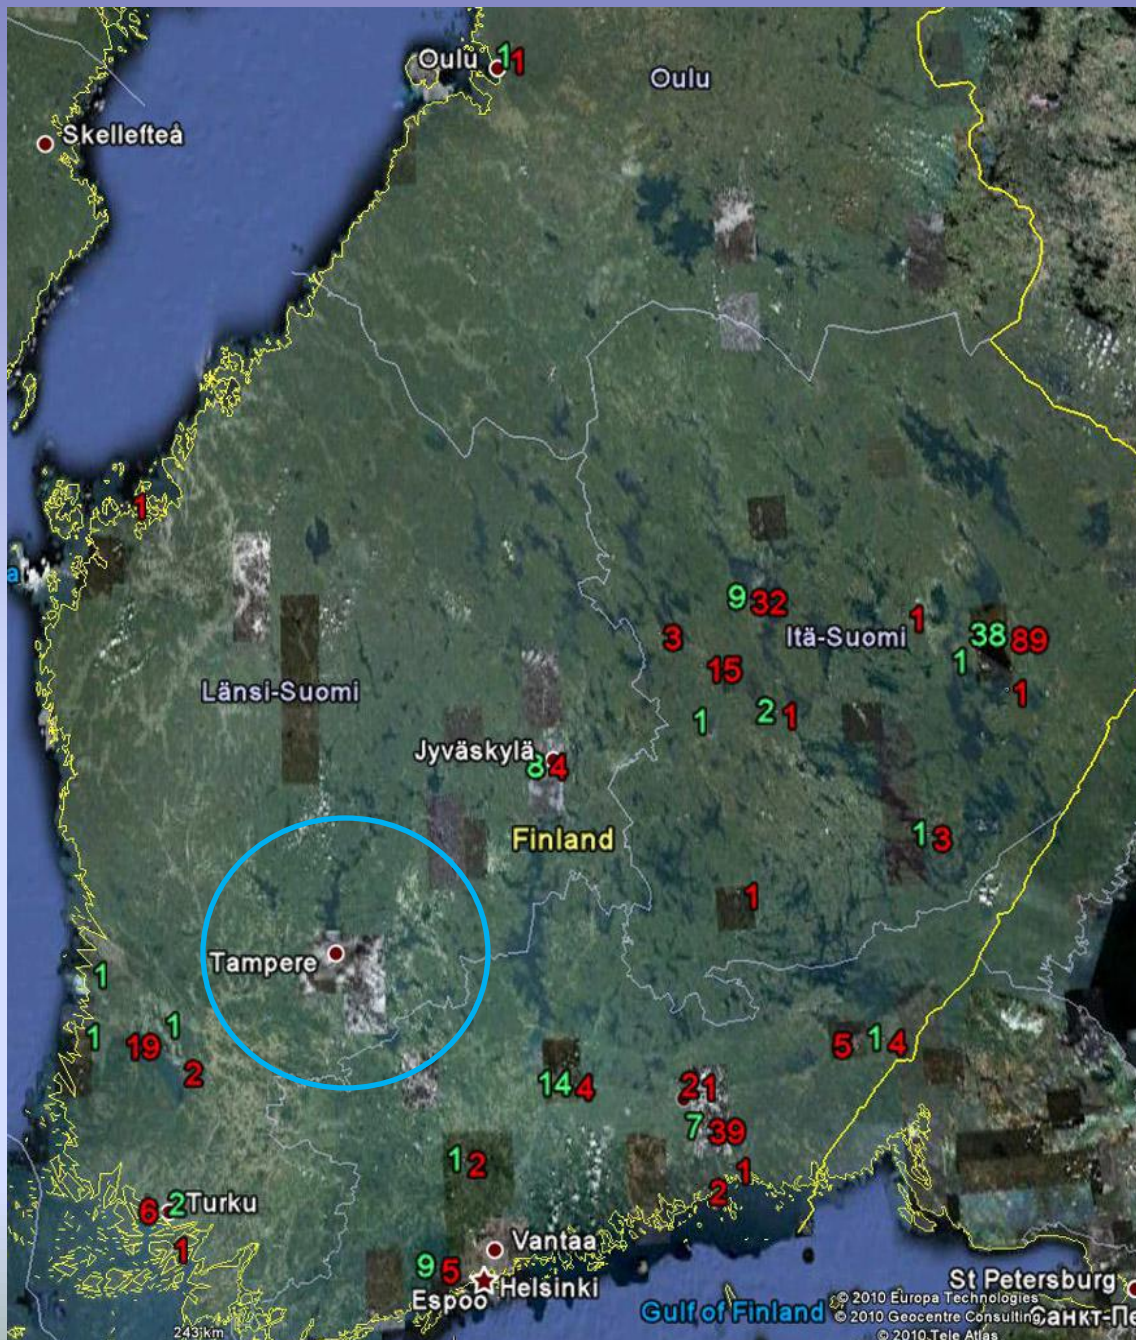 Oulu 1 1
Oulu
Skellefteå
1
a
9 32
1
3
Itä-Suomi
38 89
1
15
1
Länsi-Suomi
1
2 1
Jyväskylä
8 4
Finland
1 3
1
Tampere
1
1
19
1
2
5 1 4
14 4
21
7 39
1 2
1
2
6 2 Turku
1
Vantaa
9 5
Helsinki
Espoo
St Petersburg
Gulf of Finland
© 2010 Europa Technologies
© 2010 Geocentre Consulting
Санкт-Пе
© 2010 Tele Atlas
243 km